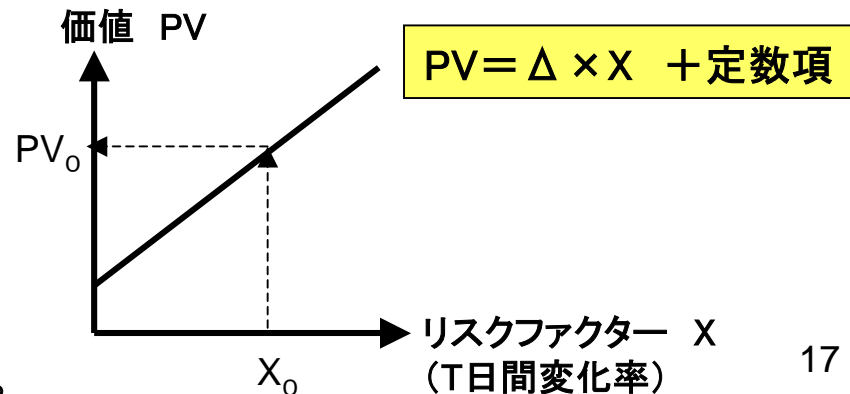 価値 PV
PV=Δ×X +定数項
PV₀
リスクファクター X
(T日間変化率)
X₀
17